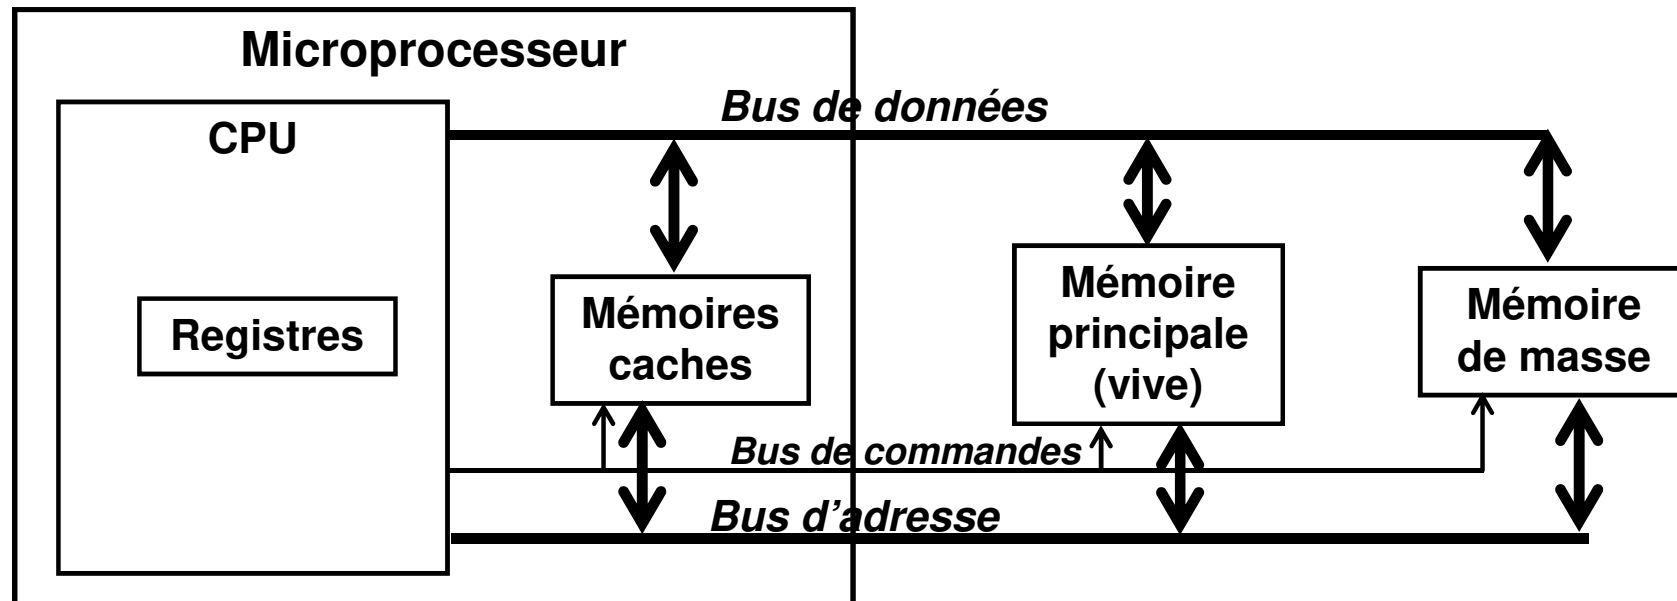 Microprocesseur
Bus de données
CPU
Registres
Mémoires
caches
Mémoire
principale
(vive)
Mémoire
de masse
Bus de commandes
Bus d’adresse